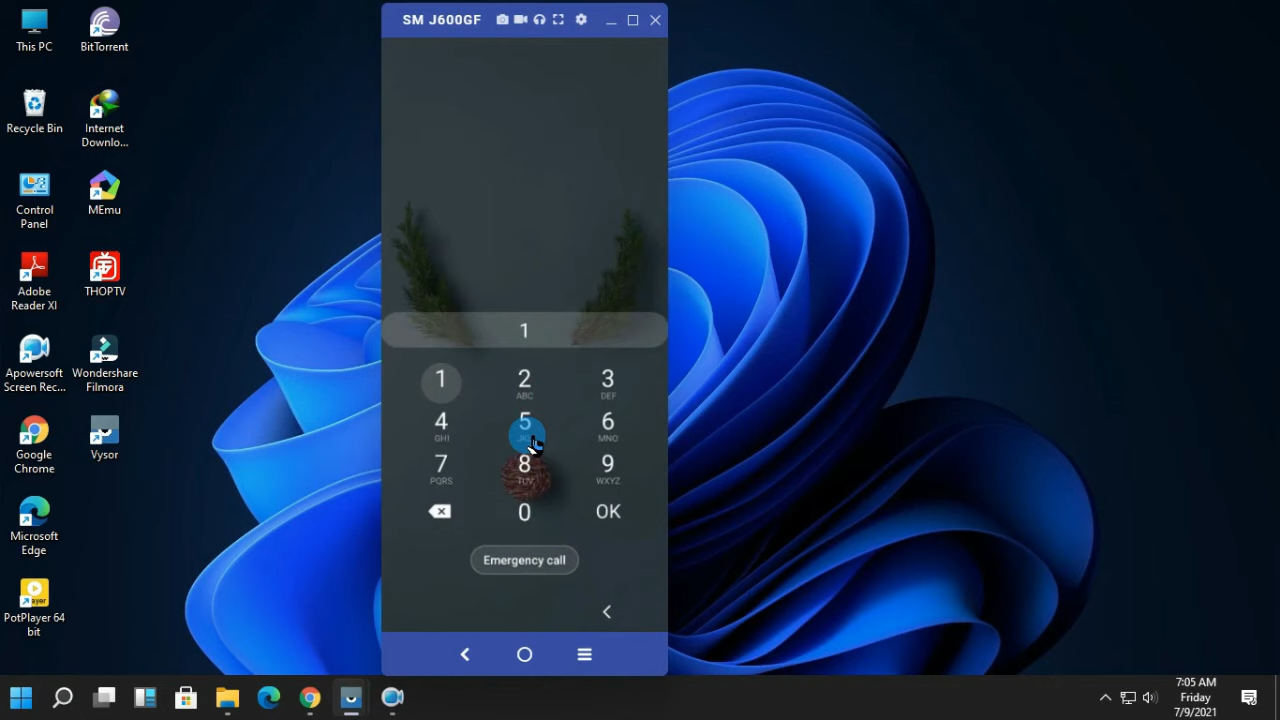 SM J600GF
This PC
BitTorrent
Recycle Bin
Internet
Downlo...
Control
Panel
MEmu
Adobe
Reader XI
THOPTV
Apowersoft
Screen Rec...
Wondershare
Filmora
Google
Chrome
Vysor
Microsoft
Edge
PotPlayer 64
bit
1
1
2
ABC
3
DEF
4
GHI
5
6
MNO
7
PQRS
8
TUV
9
WXYZ
0
OK
Emergency call
7:05 AM
Friday
7/9/2021